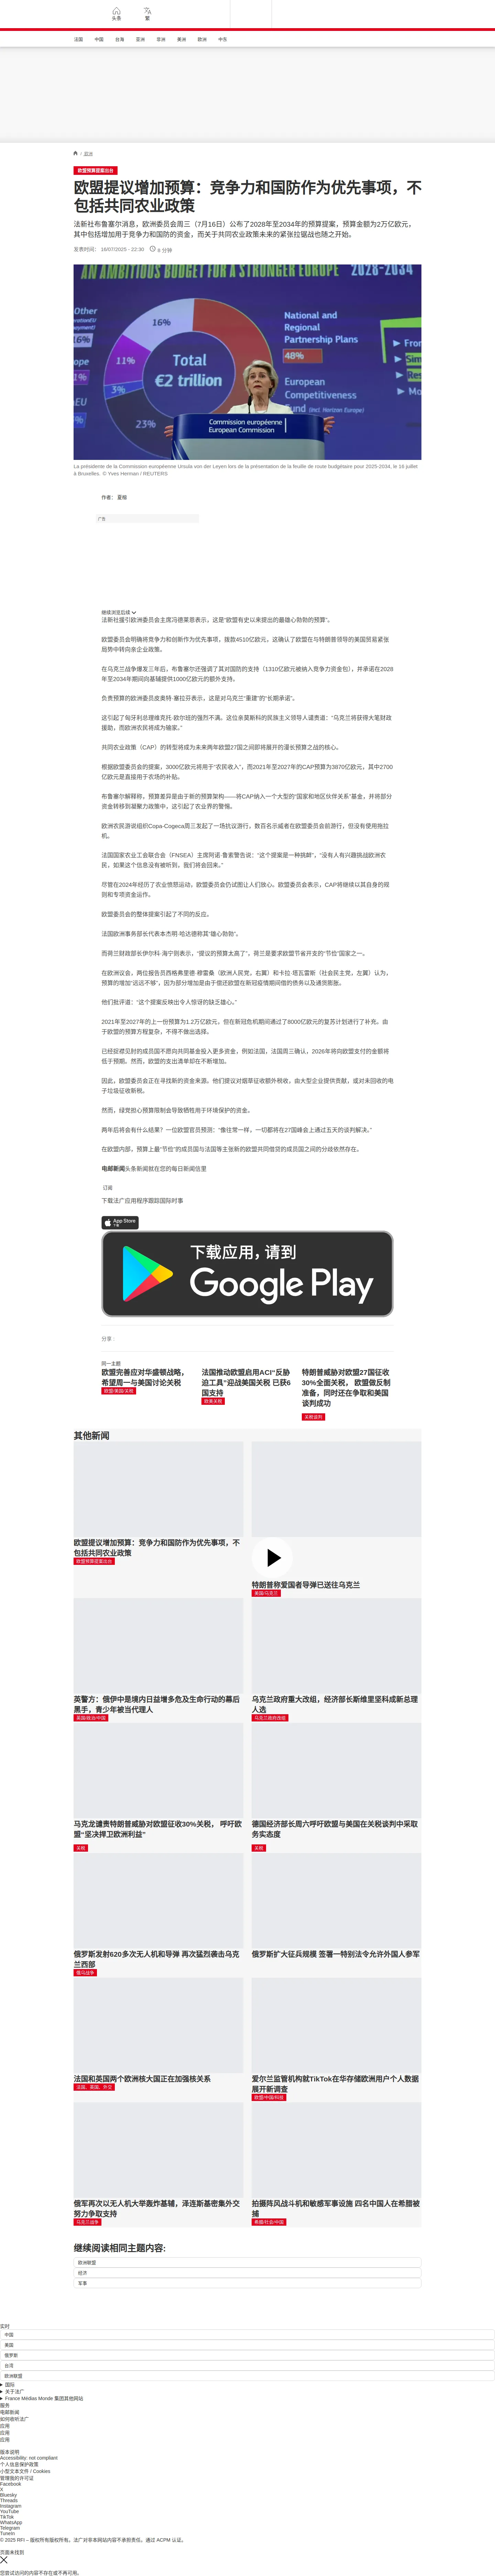 头条
繁
法国
中国
台海
亚洲
非洲
美洲
欧洲
中东
/ 欧洲
欧盟预算提案出台
欧盟提议增加预算：竞争力和国防作为优先事项，不包括共同农业政策
法新社布鲁塞尔消息，欧洲委员会周三（7月16日）公布了2028年至2034年的预算提案，预算金额为2万亿欧元，其中包括增加用于竞争力和国防的资金，而关于共同农业政策未来的紧张拉锯战也随之开始。
发表时间： 16/07/2025 - 22:30
4 分钟
EUROPEAN FUTURE 2028-2034
16%
11%
3%
23%
Total
€2 trillion
National and
Regional
Partnership Plans
48%
European
Competitiveness
Fund (incl. Horizon Europe)
Commission européenne
European Commission
La présidente de la Commission européenne Ursula von der Leyen lors de la présentation de la feuille de route budgétaire pour 2025-2034, le 16 juillet à Bruxelles. © Yves Herman / REUTERS
作者： 夏榕
广告
继续浏览后续
法新社援引欧洲委员会主席冯德莱恩表示，这是“欧盟有史以来提出的最雄心勃勃的预算”。
欧盟委员会明确将竞争力和创新作为优先事项，拨款4510亿欧元，这确认了欧盟在与特朗普领导的美国贸易紧张局势中转向亲企业政策。
在乌克兰战争爆发三年后，布鲁塞尔还强调了其对国防的支持（1310亿欧元被纳入竞争力资金包），并承诺在2028年至2034年期间向基辅提供1000亿欧元的额外支持。
负责预算的欧洲委员皮奥特·塞拉芬表示，这是对乌克兰“重建”的“长期承诺”。
这引起了匈牙利总理维克托·欧尔班的强烈不满。这位亲莫斯科的民族主义领导人谴责道：“乌克兰将获得大笔财政援助，而欧洲农民将成为输家。”
共同农业政策（CAP）的转型将成为未来两年欧盟27国之间即将展开的漫长预算之战的核心。
根据欧盟委员会的提案，3000亿欧元将用于“农民收入”，而2021年至2027年的CAP预算为3870亿欧元，其中2700亿欧元是直接用于农场的补贴。
布鲁塞尔解释称，预算差异是由于新的预算架构——将CAP纳入一个大型的“国家和地区伙伴关系”基金，并将部分资金转移到凝聚力政策中，这引起了农业界的警惕。
欧洲农民游说组织Copa-Cogeca周三发起了一场抗议游行，数百名示威者在欧盟委员会前游行，但没有使用拖拉机。
法国国家农业工会联合会（FNSEA）主席阿诺·鲁索警告说：“这个提案是一种挑衅”，“没有人有兴趣挑战欧洲农民，如果这个信息没有被听到，我们将会回来。”
尽管在2024年经历了农业愤怒运动，欧盟委员会仍试图让人们放心。欧盟委员会表示，CAP将继续以其自身的规则和专项资金运作。
欧盟委员会的整体提案引起了不同的反应。
法国欧洲事务部长代表本杰明·哈达德称其“雄心勃勃”。
而荷兰财政部长伊尔科·海宁则表示，“提议的预算太高了”，荷兰是要求欧盟节省开支的“节俭”国家之一。
在欧洲议会，两位报告员西格弗里德·穆雷桑（欧洲人民党，右翼）和卡拉·塔瓦雷斯（社会民主党，左翼）认为，预算的增加“远远不够”，因为部分增加是由于偿还欧盟在新冠疫情期间借的债务以及通货膨胀。
他们批评道：“这个提案反映出令人惊讶的缺乏雄心。”
2021年至2027年的上一份预算为1.2万亿欧元，但在新冠危机期间通过了8000亿欧元的复苏计划进行了补充。由于欧盟的预算方程复杂，不得不做出选择。
已经捉襟见肘的成员国不愿向共同基金投入更多资金，例如法国，法国周三确认，2026年将向欧盟支付的金额将低于预期。然而，欧盟的支出清单却在不断增加。
因此，欧盟委员会正在寻找新的资金来源。他们提议对烟草征收额外税收，由大型企业提供贡献，或对未回收的电子垃圾征收新税。
然而，绿党担心预算限制会导致牺牲用于环境保护的资金。
两年后将会有什么结果？一位欧盟官员预测：“像往常一样，一切都将在27国峰会上通过五天的谈判解决。”
在欧盟内部，预算上最“节俭”的成员国与法国等主张新的欧盟共同借贷的成员国之间的分歧依然存在。
电邮新闻头条新闻就在您的每日新闻信里
订阅
下载法广应用程序跟踪国际时事
App Store
下载
下载应用，请到
Google Play
分享：
同一主题
欧盟完善应对华盛顿战略，希望周一与美国讨论关税
欧盟/美国/关税
法国推动欧盟启用ACI“反胁迫工具”迎战美国关税 已获6国支持
欧美关税
特朗普威胁对欧盟27国征收30%全面关税， 欧盟做反制准备，同时还在争取和美国谈判成功
关税谈判
其他新闻
欧盟提议增加预算：竞争力和国防作为优先事项，不包括共同农业政策
欧盟预算提案出台
特朗普称爱国者导弹已送往乌克兰
美国/乌克兰
英警方：俄伊中是境内日益增多危及生命行动的幕后黑手，青少年被当代理人
英国/政治/中国
乌克兰政府重大改组，经济部长斯维里坚科成新总理人选
乌克兰政府改组
马克龙谴责特朗普威胁对欧盟征收30%关税， 呼吁欧盟“坚决捍卫欧洲利益”
关税
德国经济部长周六呼吁欧盟与美国在关税谈判中采取务实态度
关税
俄罗斯发射620多次无人机和导弹 再次猛烈袭击乌克兰西部
俄乌战争
俄罗斯扩大征兵规模 签署一特别法令允许外国人参军
法国和英国两个欧洲核大国正在加强核关系
法国、英国、外交
爱尔兰监管机构就TikTok在华存储欧洲用户个人数据展开新调查
欧盟/中国/科技
俄军再次以无人机大举轰炸基辅，泽连斯基密集外交努力争取支持
乌克兰战争
拍摄阵风战斗机和敏感军事设施 四名中国人在希腊被捕
希腊/社会/中国
继续阅读相同主题内容:
欧洲联盟
经济
军事
实时
中国
美国
俄罗斯
台湾
欧洲联盟
国际
关于法广
France Médias Monde 集团其他网站
服务
电邮新闻
如何收听法广
应用
应用
应用
版本说明
Accessibility: not compliant
个人信息保护政策
小型文本文件 / Cookies
管理我的许可证
Facebook
X
Bluesky
Threads
Instagram
YouTube
TikTok
WhatsApp
Telegram
TuneIn
© 2025 RFI – 版权所有版权所有。法广对非本网站内容不承担责任。通过 ACPM 认证。
页面未找到
您尝试访问的内容不存在或不再可用。